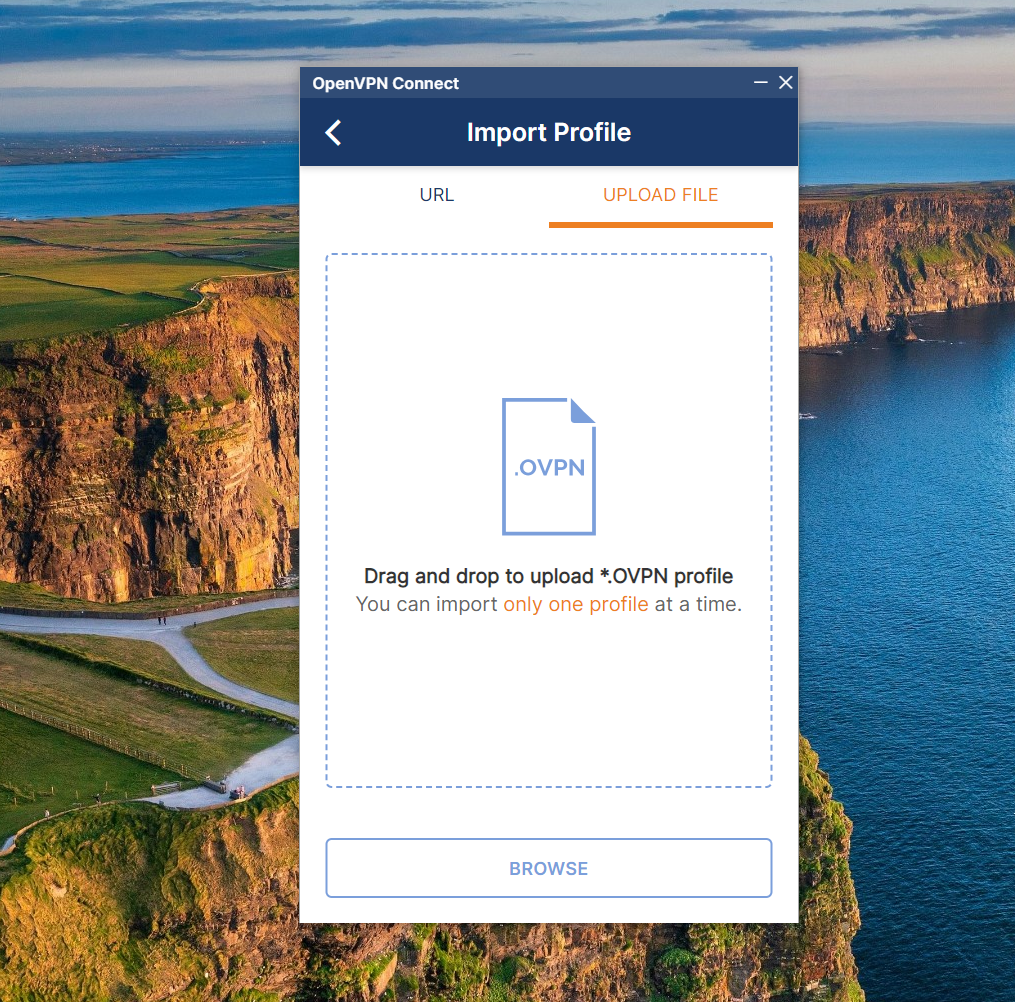 OpenVPN Connect
Import Profile
URL
UPLOAD FILE
.OVPN
Drag and drop to upload *.OVPN profile
You can import only one profile at a time.
BROWSE